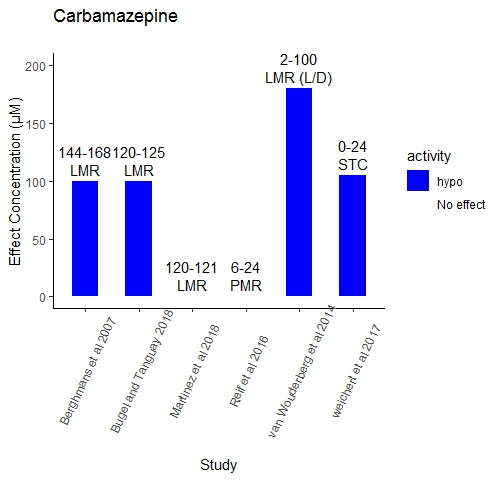 Carbamazepine
Effect Concentration (µM)
200
150
100
50
0
144-168
LMR
120-125
LMR
120-121
LMR
6-24
PMR
2-100
LMR (L/D)
0-24
STC
activity
hypo
No effect
Berghmans et al 2007
Bugel and Tanguay 2018
Martinez et al 2018
Reif et al 2016
van Wouderberg et al 2014
weichert et al 2017
Study